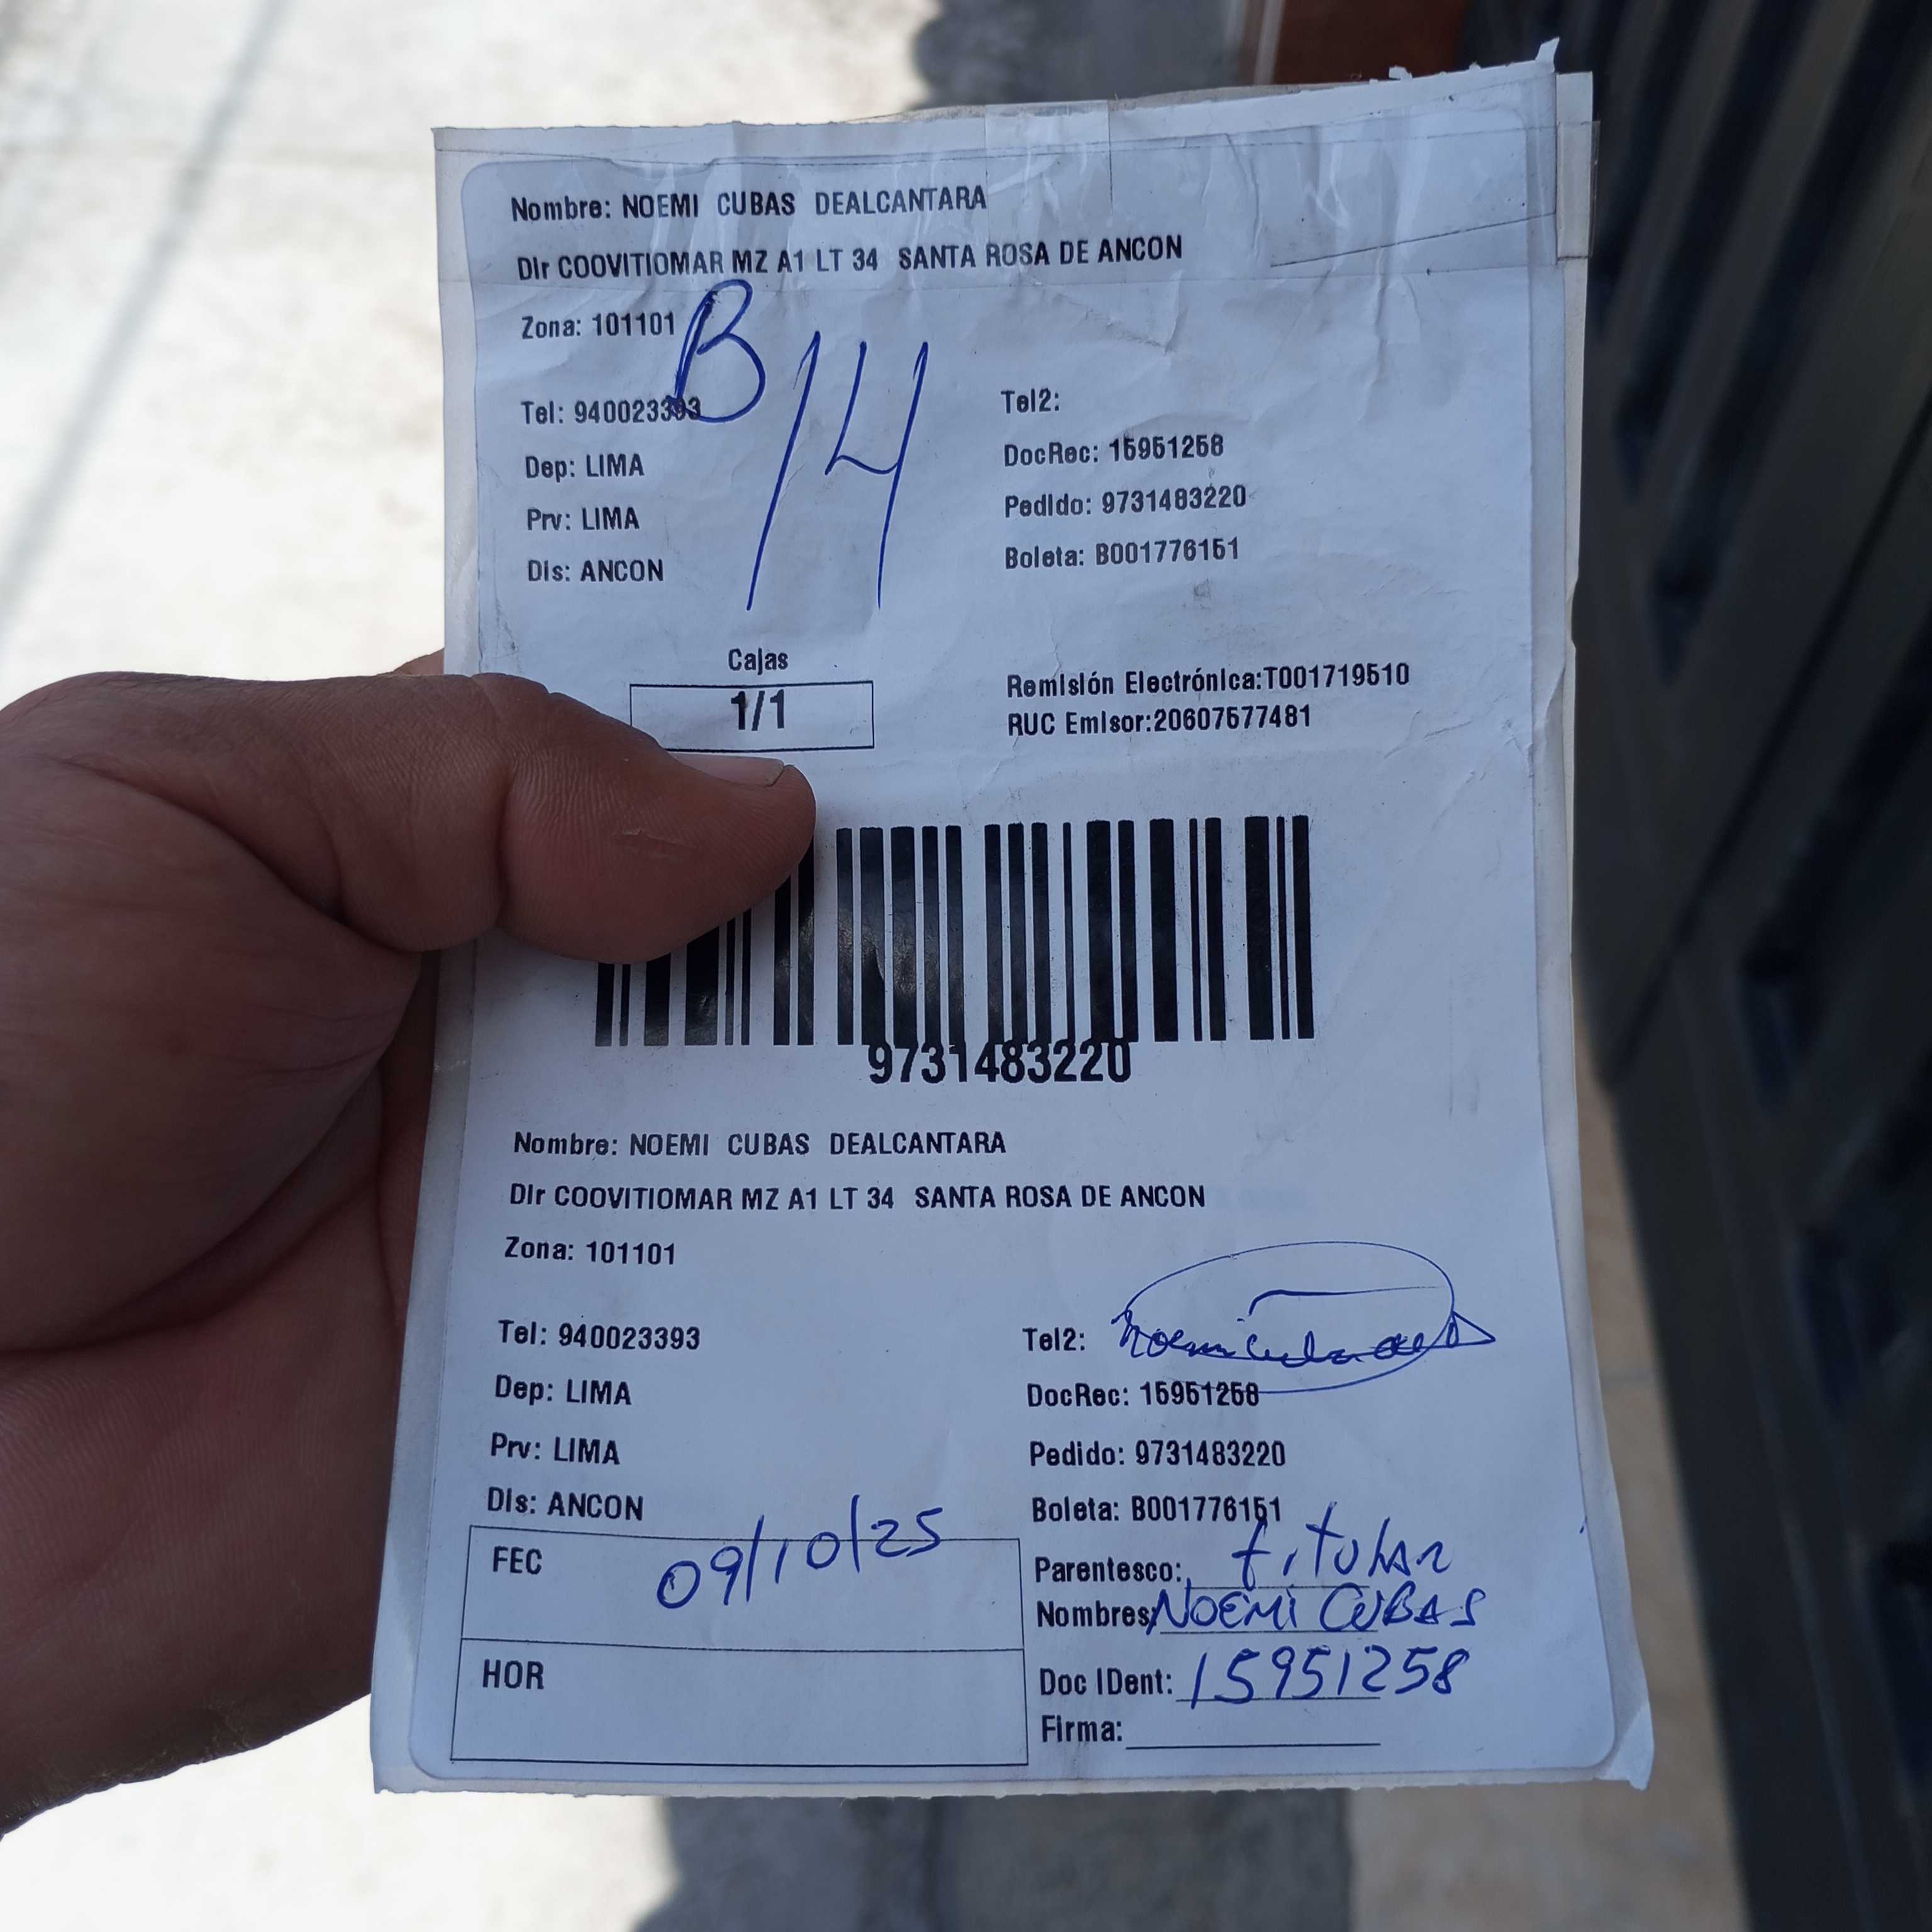 Nombre: NOEMI CUBAS DEALCANTARA
Dir COOVITIOMAR MZ A1 LT 34 SANTA ROSA DE ANCON
Zona: 101101
B14
Tel: 940023393
Tel2:
Dep: LIMA
DocRec: 15951258
Prv: LIMA
Pedido: 9731483220
Dis: ANCON
Boleta: B001776151
Cajas
1/1
Remisión Electrónica:T001719510
RUC Emisor:20607577481
9731483220
Nombre: NOEMI CUBAS DEALCANTARA
Dir COOVITIOMAR MZ A1 LT 34 SANTA ROSA DE ANCON
Zona: 101101
Tel: 940023393
Tel2: Noemi Cubas de A
Dep: LIMA
DocRec: 15951258
Prv: LIMA
Pedido: 9731483220
Dis: ANCON
Boleta: B001776151
FEC 09/10/25
Parentesco: titular
Nombres: NOEMI CUBAS
HOR
Doc IDent: 15951258
Firma: